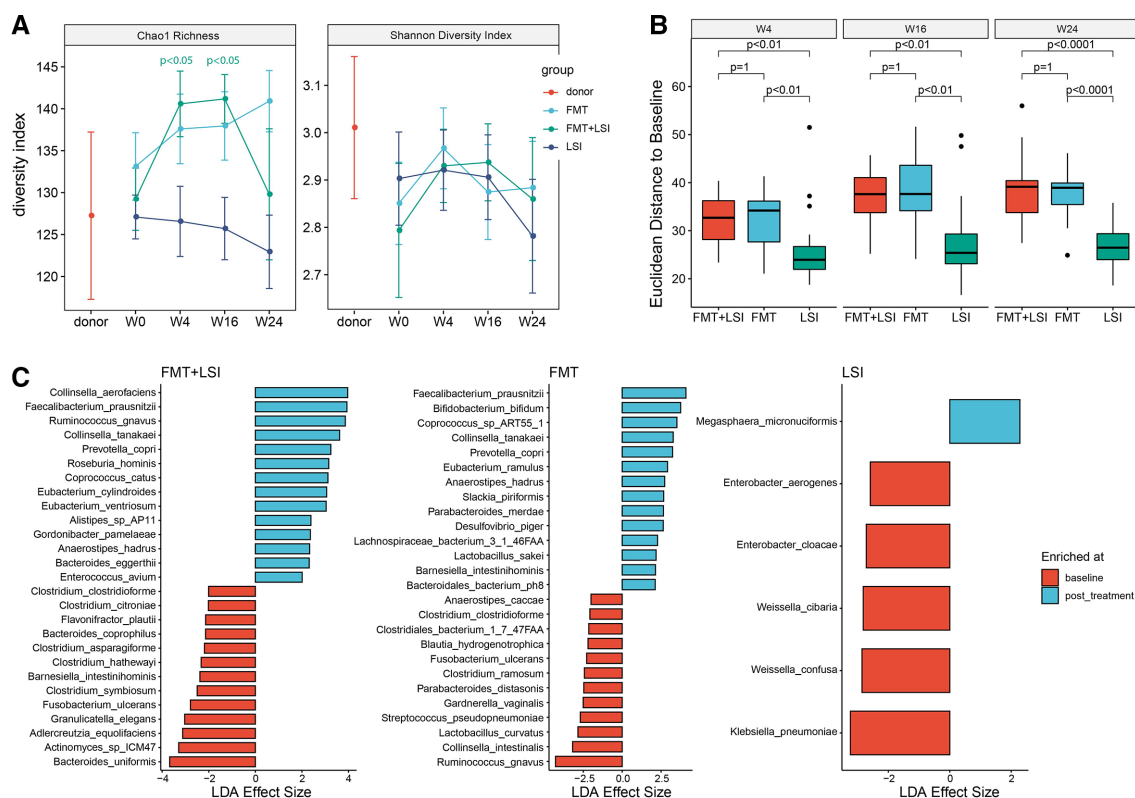 A
Chao1 Richness
Shannon Diversity Index
diversity index
145
140
135
130
125
120
p<0.05
p<0.05
donor
W0
W4
W16
W24
3.1
3.0
2.9
2.8
2.7
donor
W0
W4
W16
W24
group
donor
FMT
FMT+LSI
LSI
B
W4
W16
W24
Euclidean Distance to Baseline
60
50
40
30
20
p<0.01
p=1
p<0.01
p<0.01
p=1
p<0.01
p<0.0001
p=1
p<0.0001
FMT+LSI
FMT
LSI
FMT+LSI
FMT
LSI
FMT+LSI
FMT
LSI
C
FMT+LSI
Collinsella_aerofaciens
Faecalibacterium_prausnitzii
Ruminococcus_gnavus
Collinsella_tanakaei
Prevotella_copri
Roseburia_hominis
Coprococcus_catus
Eubacterium_cylindroides
Eubacterium_ventriosum
Alistipes_sp_AP11
Gordonibacter_pamelaeae
Anaerostipes_hadrus
Bacteroides_eggerthii
Enterococcus_avium
Clostridium_clostridioforme
Clostridium_citroniae
Flavonifractor_plautii
Bacteroides_coprophilus
Clostridium_asparagiforme
Clostridium_hathewayi
Barnesiella_intestinihominis
Clostridium_symbiosum
Fusobacterium_ulcerans
Granulicatella_elegans
Adlercreutzia_equolifaciens
Actinomyces_sp_ICM47
Bacteroides_uniformis
−4
−2
0
2
4
LDA Effect Size
FMT
Faecalibacterium_prausnitzii
Bifidobacterium_bifidum
Coprococcus_sp_ART55_1
Collinsella_tanakaei
Prevotella_copri
Eubacterium_ramulus
Anaerostipes_hadrus
Slackia_piriformis
Parabacteroides_merdae
Desulfovibrio_piger
Lachnospiraceae_bacterium_3_1_46FAA
Lactobacillus_sakei
Barnesiella_intestinihominis
Bacteroidales_bacterium_ph8
Anaerostipes_caccae
Clostridium_clostridioforme
Clostridiales_bacterium_1_7_47FAA
Blautia_hydrogenotrophica
Fusobacterium_ulcerans
Clostridium_ramosum
Parabacteroides_distasonis
Gardnerella_vaginalis
Streptococcus_pseudopneumoniae
Lactobacillus_curvatus
Collinsella_intestinalis
Ruminococcus_gnavus
−2.5
0.0
2.5
LDA Effect Size
LSI
Megasphaera_micronuciformis
Enterobacter_aerogenes
Enterobacter_cloacae
Weissella_cibaria
Weissella_confusa
Klebsiella_pneumoniae
−2
0
2
LDA Effect Size
Enriched at
baseline
post_treatment